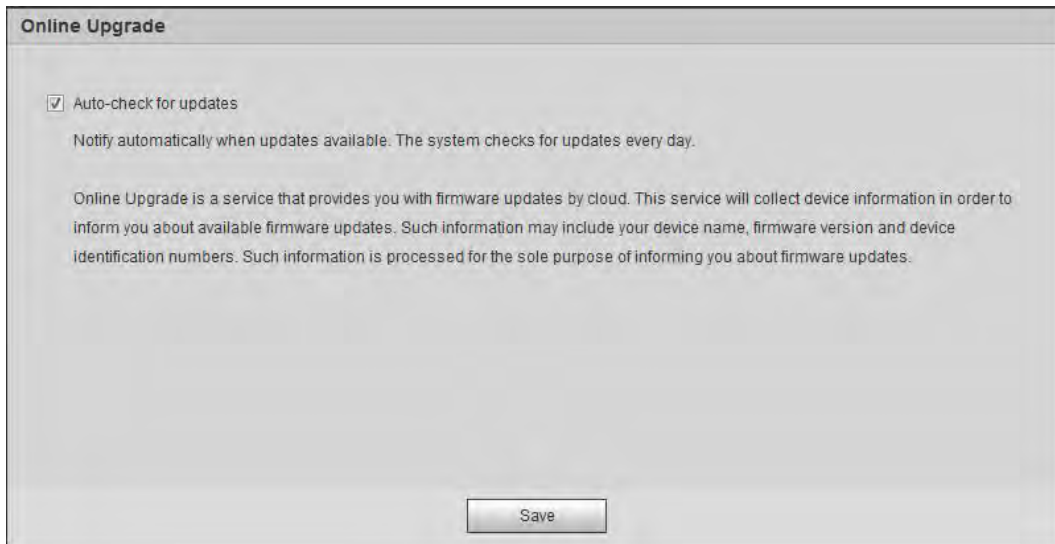 Online Upgrade
Auto-check for updates
Notify automatically when updates available. The system checks for updates every day.
Online Upgrade is a service that provides you with firmware updates by cloud. This service will collect device information in order to
inform you about available firmware updates. Such information may include your device name, firmware version and device
identification numbers. Such information is processed for the sole purpose of informing you about firmware updates.
Save